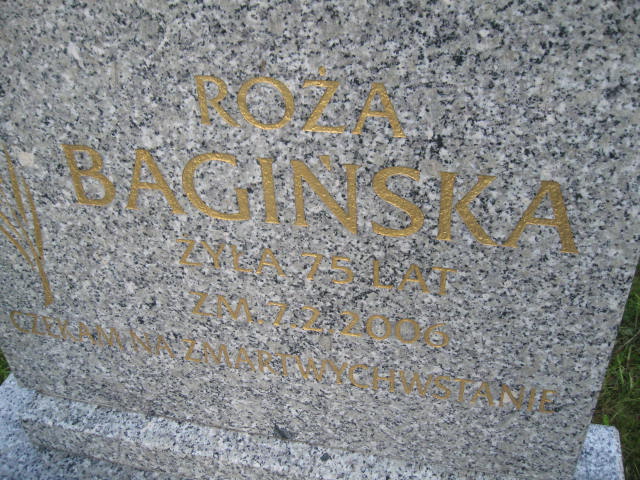 ROŻA
BAGIŃSKA
ŻYŁA 75 LAT
ZM. 7.2.2006
CZEKAM NA ZMARTWYCHWSTANIE